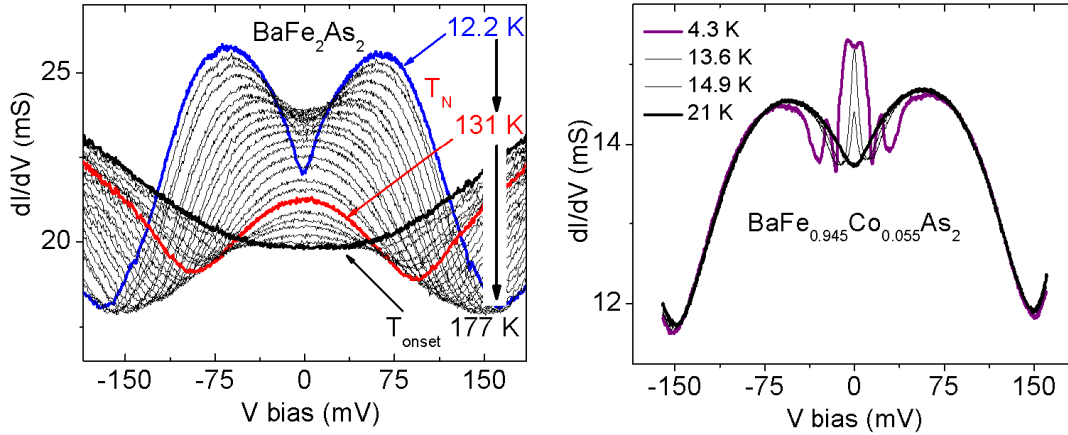 BaFe₂As₂
12.2 K
T_N
131 K
T_onset 177 K
25
20
dI/dV (mS)
-150 -75 0 75 150
V bias (mV)
4.3 K
13.6 K
14.9 K
21 K
14
12
dI/dV (mS)
BaFe₀.₉₄₅Co₀.₀₅₅As₂
-150 -75 0 75 150
V bias (mV)